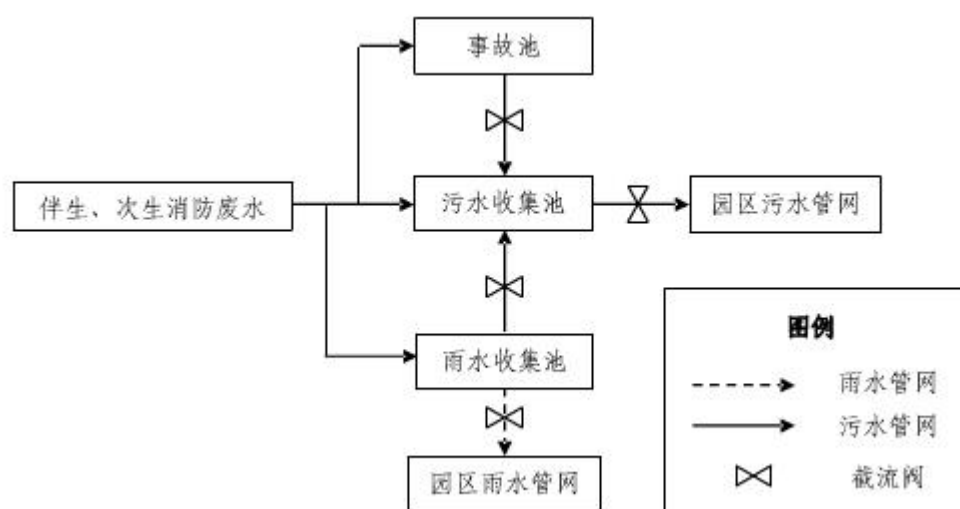 事故池
伴生、次生消防废水
污水收集池
园区污水管网
雨水收集池
园区雨水管网
图例
雨水管网
污水管网
截流阀